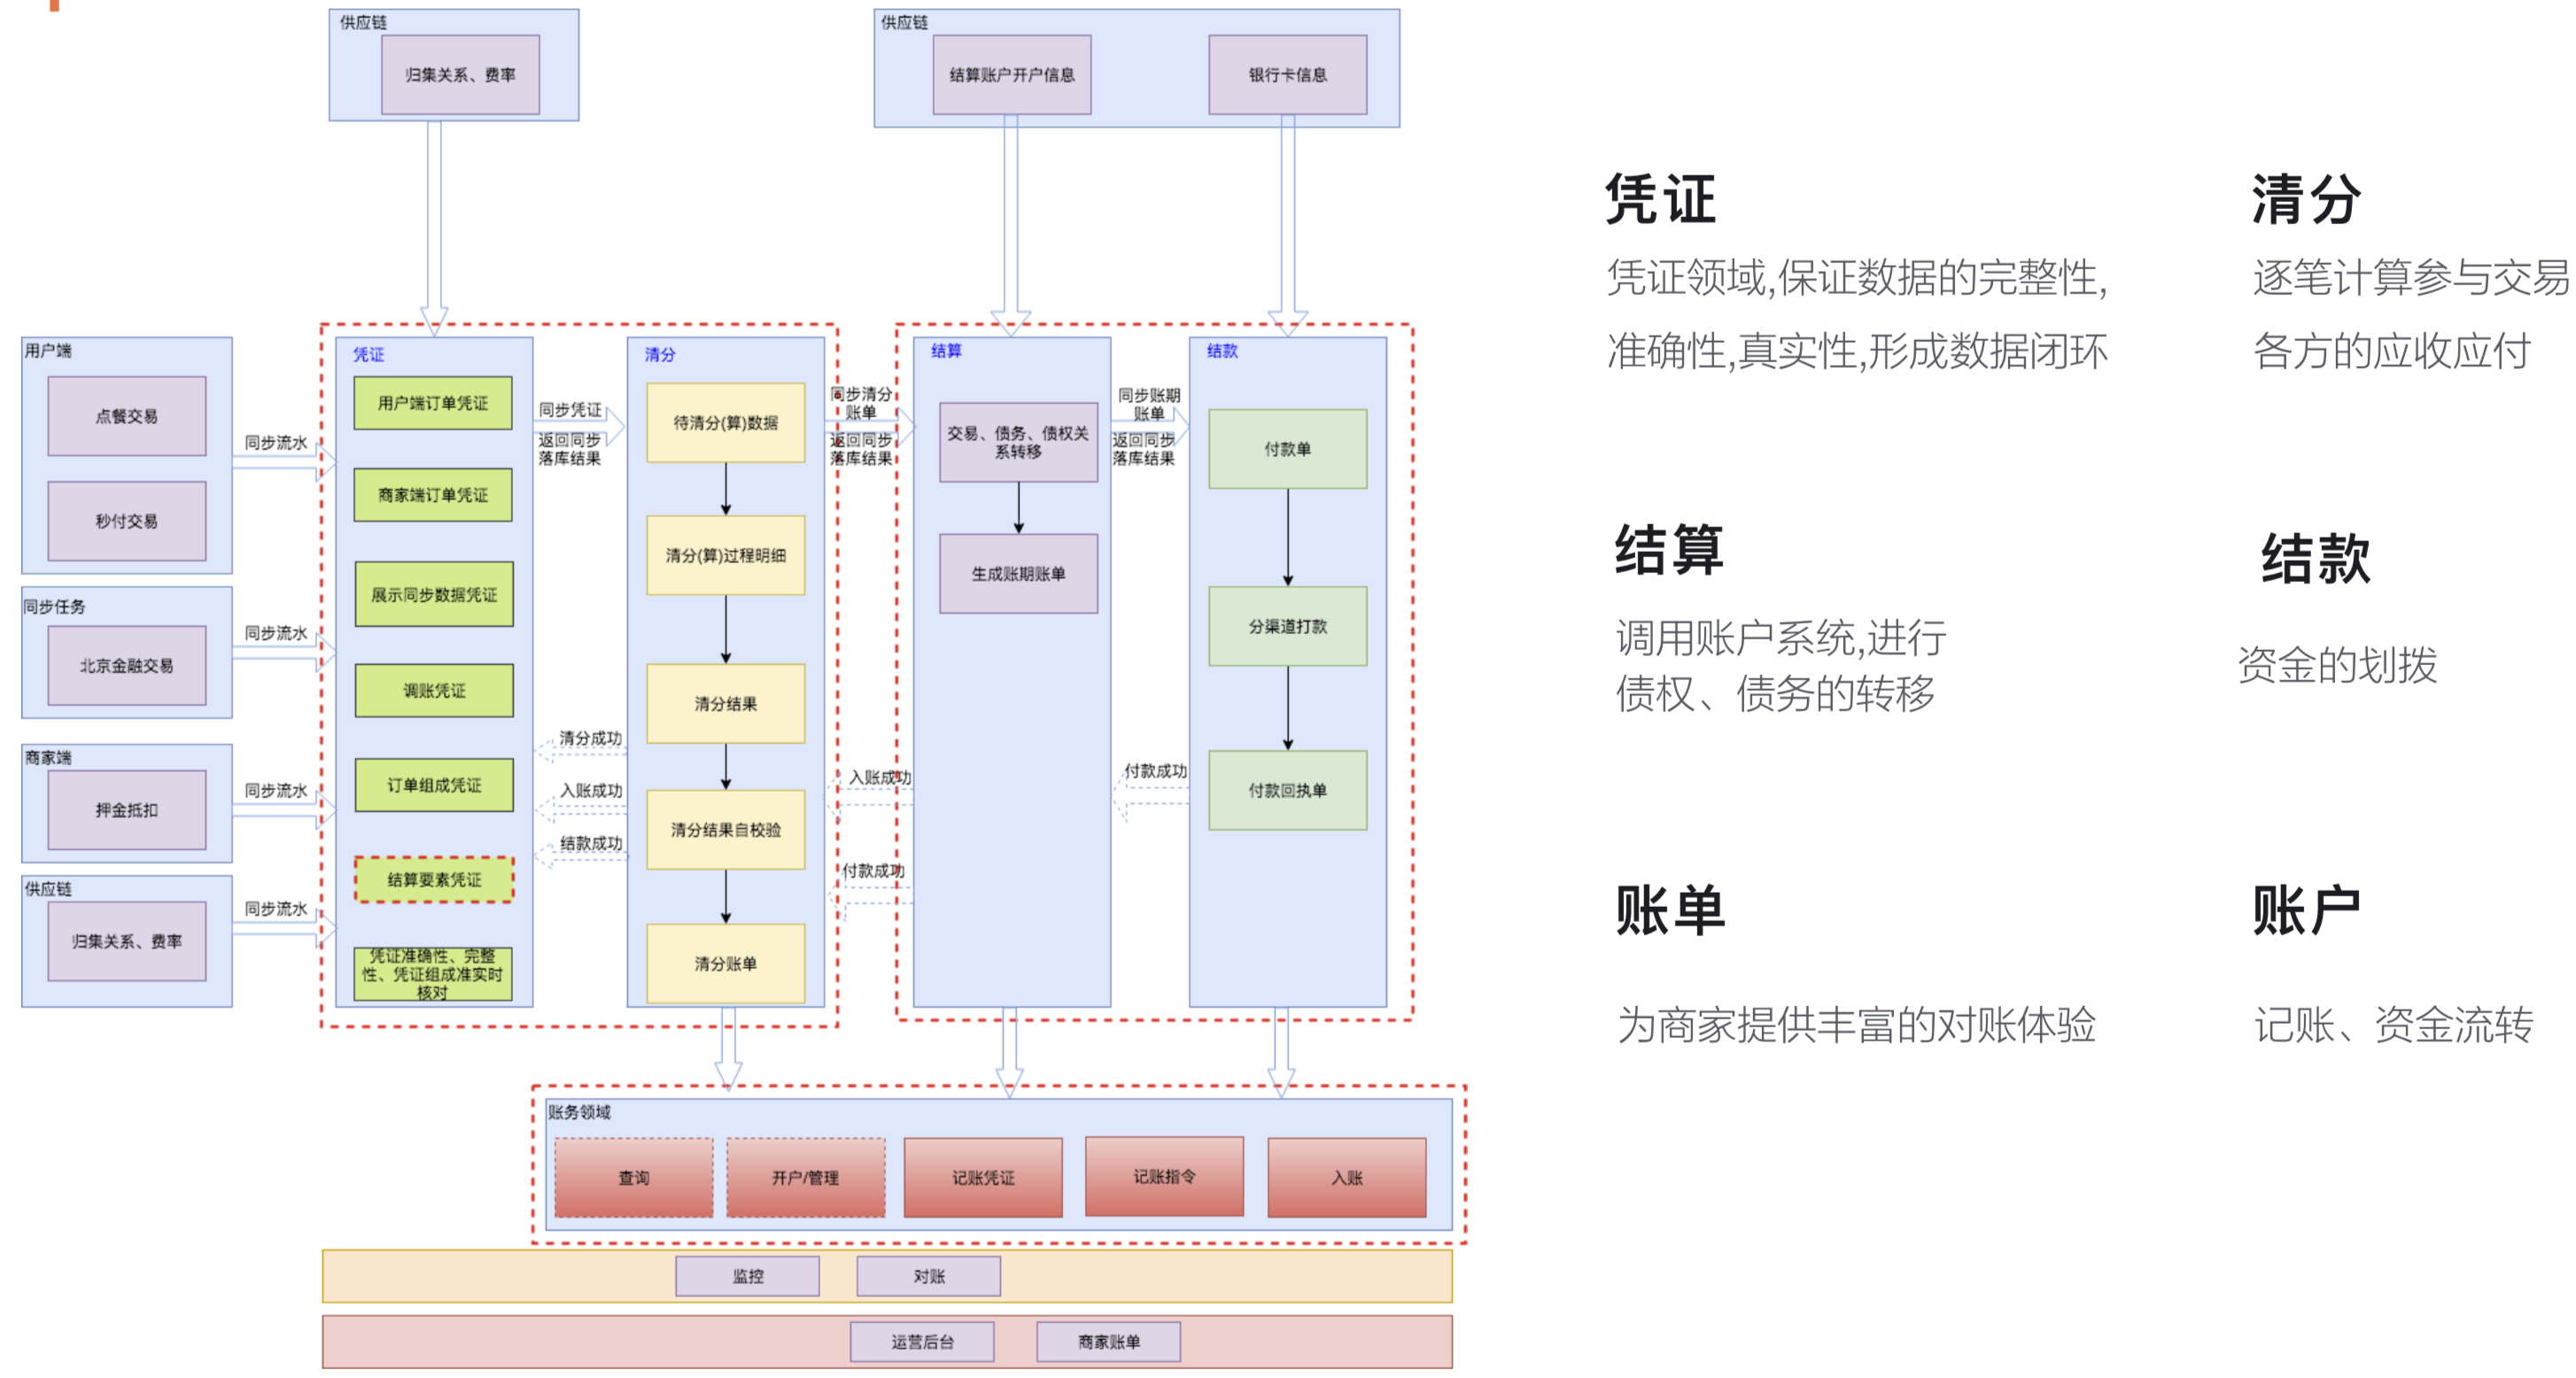 供应链
归集关系、费率
供应链
结算账户开户信息
银行卡信息
用户端
点餐交易
秒付交易
同步流水
同步任务
北京金融交易
同步流水
商家端
押金抵扣
同步流水
供应链
归集关系、费率
同步流水
凭证
用户端订单凭证
商家端订单凭证
展示同步数据凭证
调账凭证
订单组成凭证
结算要素凭证
凭证准确性、完整
性、凭证组成准实时
核对
同步凭证
返回同步
落库结果
清分成功
入账成功
结款成功
清分
待清分(算)数据
清分(算)过程明细
清分结果
清分结果自校验
清分账单
同步清分
账单
返回同步
落库结果
入账成功
付款成功
结算
交易、债务、债权关
系转移
生成账期账单
同步账期
账单
返回同步
落库结果
付款成功
结款
付款单
分渠道打款
付款回执单
账务领域
查询
开户/管理
记账凭证
记账指令
入账
监控
对账
运营后台
商家账单
凭证
凭证领域,保证数据的完整性,
准确性,真实性,形成数据闭环
清分
逐笔计算参与交易
各方的应收应付
结算
调用账户系统,进行
债权、债务的转移
结款
资金的划拨
账单
为商家提供丰富的对账体验
账户
记账、资金流转